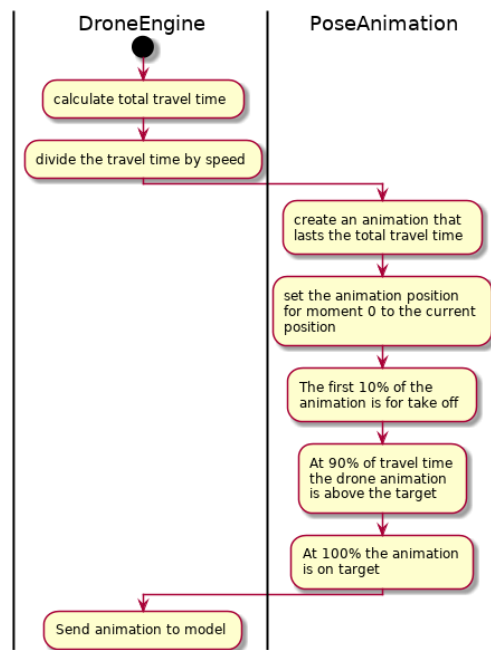 DroneEngine
PoseAnimation
calculate total travel time
divide the travel time by speed
create an animation that
lasts the total travel time
set the animation position
for moment 0 to the current
position
The first 10% of the
animation is for take off
At 90% of travel time
the drone animation
is above the target
At 100% the animation
is on target
Send animation to model